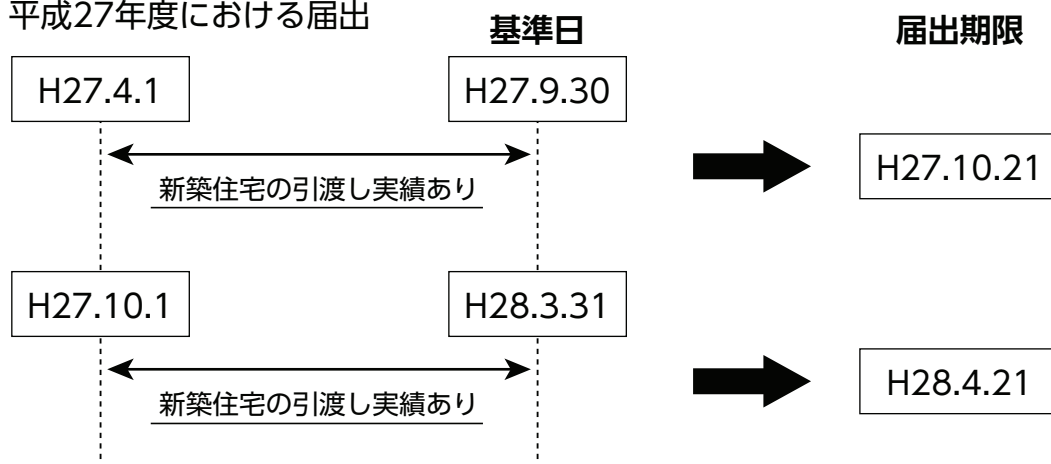 平成27年度における届出
基準日
届出期限
H27.4.1
H27.9.30
新築住宅の引渡し実績あり
H27.10.21
H27.10.1
H28.3.31
新築住宅の引渡し実績あり
H28.4.21